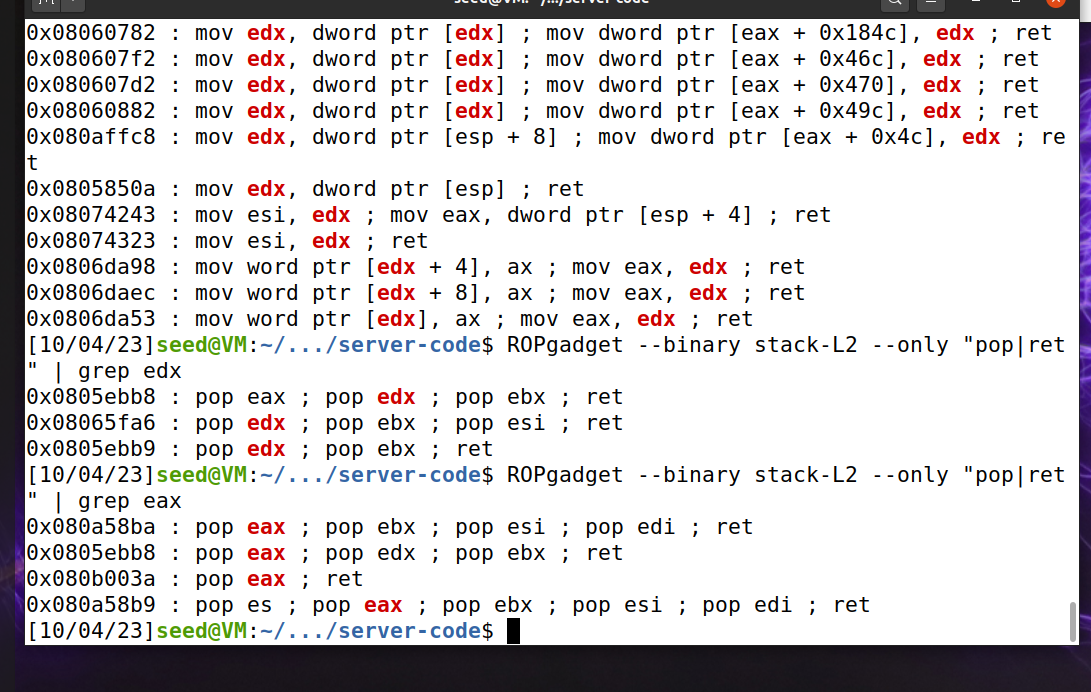 seed@VM: ~/.../server-code
0x08060782 : mov edx, dword ptr [edx] ; mov dword ptr [eax + 0x184c], edx ; ret
0x080607f2 : mov edx, dword ptr [edx] ; mov dword ptr [eax + 0x46c], edx ; ret
0x080607d2 : mov edx, dword ptr [edx] ; mov dword ptr [eax + 0x470], edx ; ret
0x08060882 : mov edx, dword ptr [edx] ; mov dword ptr [eax + 0x49c], edx ; ret
0x080affc8 : mov edx, dword ptr [esp + 8] ; mov dword ptr [eax + 0x4c], edx ; re
t
0x0805850a : mov edx, dword ptr [esp] ; ret
0x08074243 : mov esi, edx ; mov eax, dword ptr [esp + 4] ; ret
0x08074323 : mov esi, edx ; ret
0x0806da98 : mov word ptr [edx + 4], ax ; mov eax, edx ; ret
0x0806daec : mov word ptr [edx + 8], ax ; mov eax, edx ; ret
0x0806da53 : mov word ptr [edx], ax ; mov eax, edx ; ret
[10/04/23]seed@VM:~/.../server-code$ ROPgadget --binary stack-L2 --only "pop|ret
" | grep edx
0x0805ebb8 : pop eax ; pop edx ; pop ebx ; ret
0x08065fa6 : pop edx ; pop ebx ; pop esi ; ret
0x0805ebb9 : pop edx ; pop ebx ; ret
[10/04/23]seed@VM:~/.../server-code$ ROPgadget --binary stack-L2 --only "pop|ret
" | grep eax
0x080a58ba : pop eax ; pop ebx ; pop esi ; pop edi ; ret
0x0805ebb8 : pop eax ; pop edx ; pop ebx ; ret
0x080b003a : pop eax ; ret
0x080a58b9 : pop es ; pop eax ; pop ebx ; pop esi ; pop edi ; ret
[10/04/23]seed@VM:~/.../server-code$